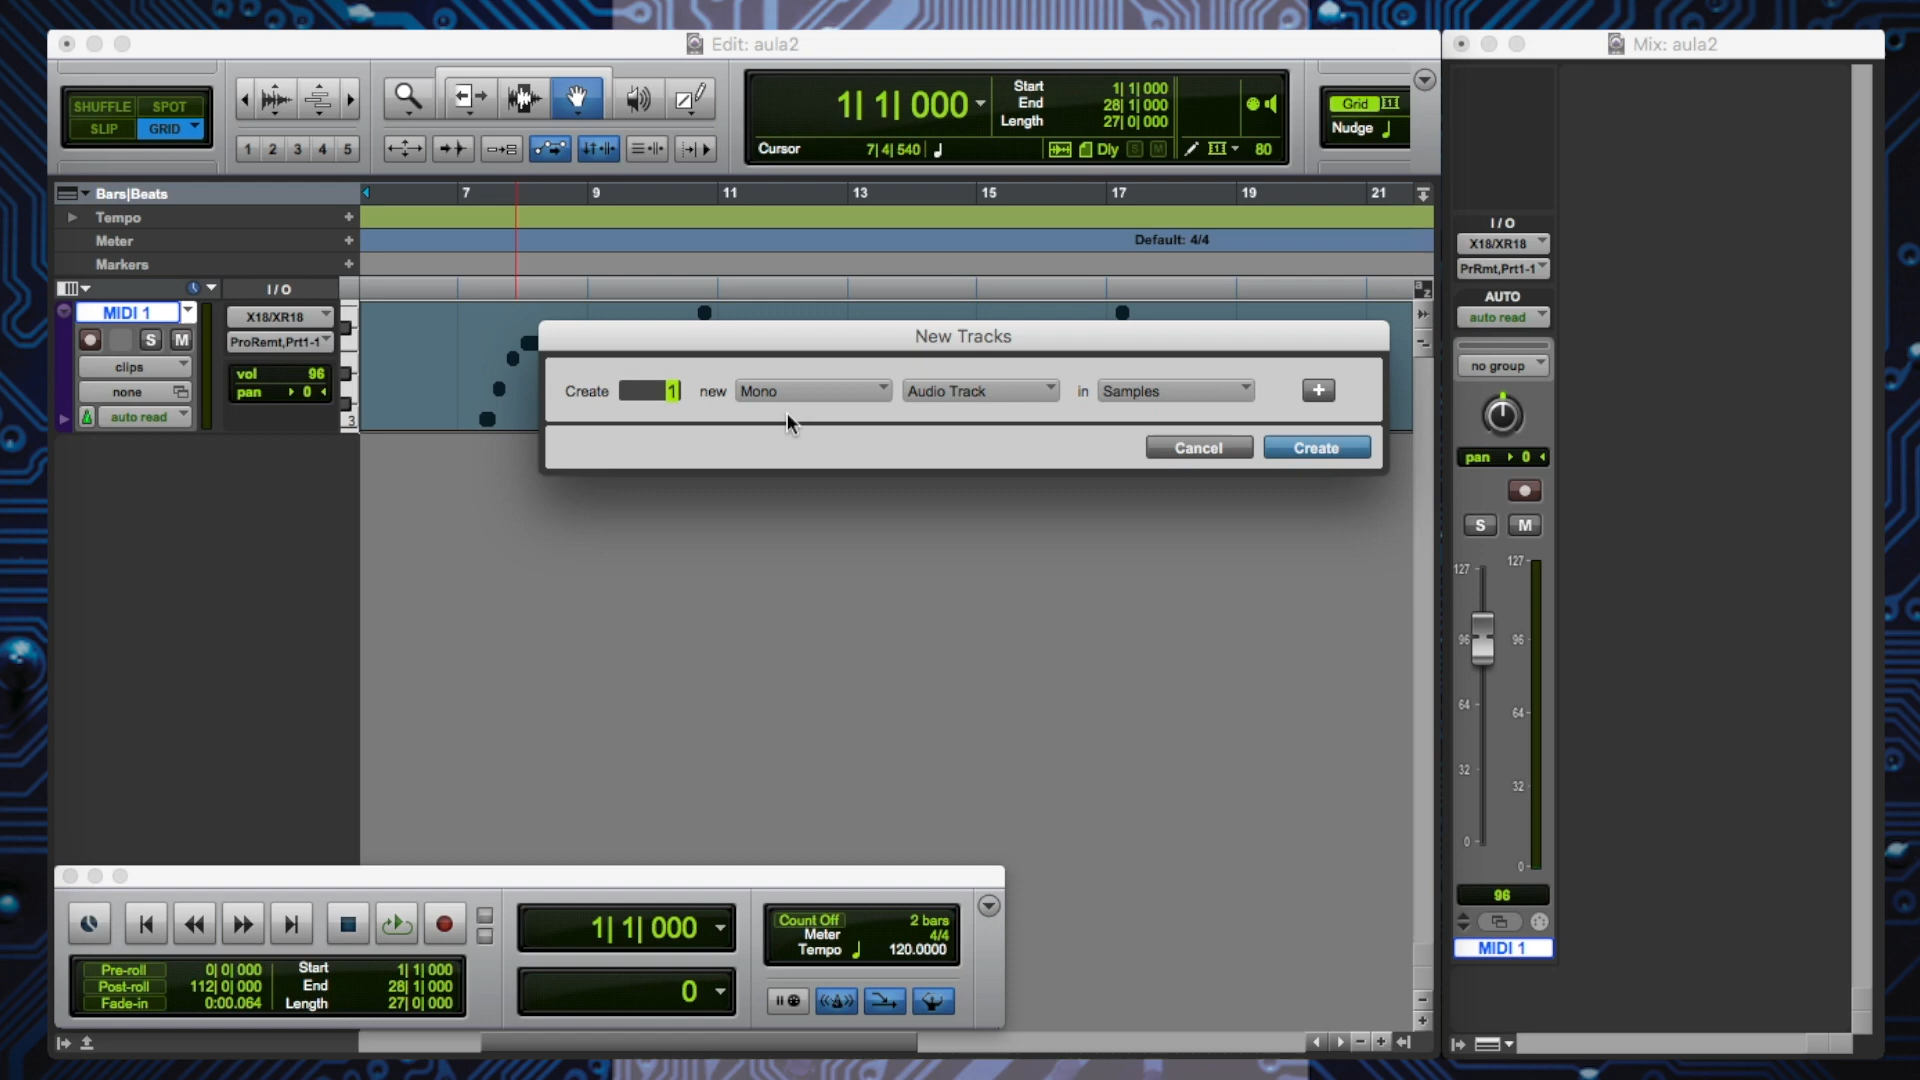 Edit: aula2
Mix: aula2
SHUFFLE SPOT
SLIP GRID
1 2 3 4 5
1| 1| 000
Start 1| 1| 000
End 28| 1| 000
Length 27| 0| 000
Cursor 7| 4| 540
Dly S M
80
Grid
Nudge
Bars|Beats
7 9 11 13 15 17 19 21
Tempo
Meter
Default: 4/4
Markers
I/O
a z
MIDI 1
S M
clips
none
auto read
X18/XR18
ProRemt,Prt1-1
vol 96
pan 0
3
New Tracks
Create 1 new Mono Audio Track in Samples
Cancel Create
I/O
X18/XR18
PrRmt,Prt1-1
AUTO
auto read
no group
pan 0
S M
127 127
96 96
64 64
32 32
0 0
96
MIDI 1
1| 1| 000
0
Count Off 2 bars
Meter 4/4
Tempo 120.0000
Pre-roll 0| 0| 000
Post-roll 112| 0| 000
Fade-in 0:00.064
Start 1| 1| 000
End 28| 1| 000
Length 27| 0| 000